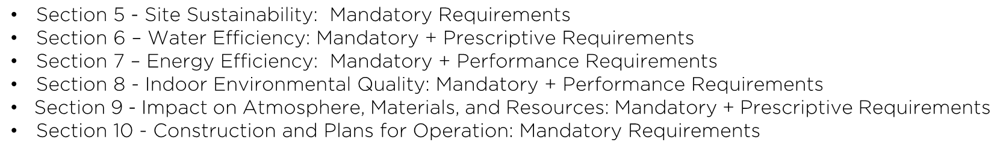 • Section 5 - Site Sustainability:  Mandatory Requirements
• Section 6 – Water Efficiency: Mandatory + Prescriptive Requirements
• Section 7 – Energy Efficiency:  Mandatory + Performance Requirements
• Section 8 - Indoor Environmental Quality: Mandatory + Performance Requirements
• Section 9 - Impact on Atmosphere, Materials, and Resources: Mandatory + Prescriptive Requirements
• Section 10 - Construction and Plans for Operation: Mandatory Requirements